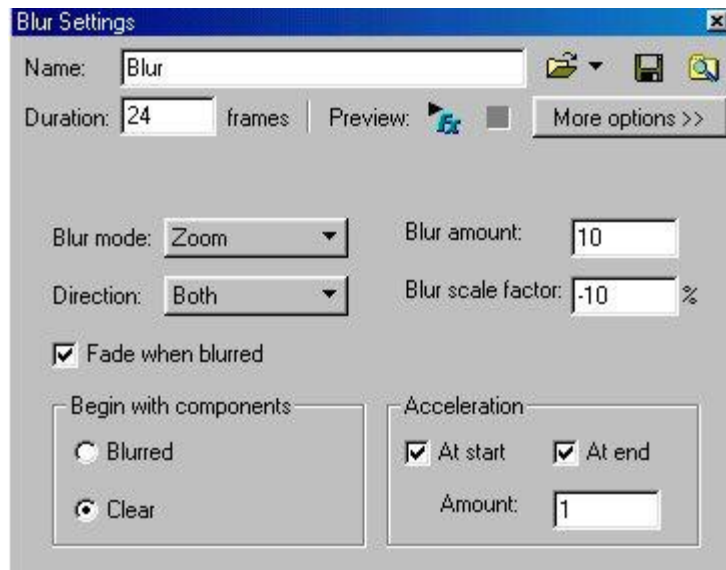 Blur Settings
Name: Blur
Duration: 24 frames Preview: Fx More options >>
Blur mode: Zoom Blur amount: 10
Direction: Both Blur scale factor: -10 %
Fade when blurred
Begin with components Acceleration
Blurred At start At end
Clear Amount: 1